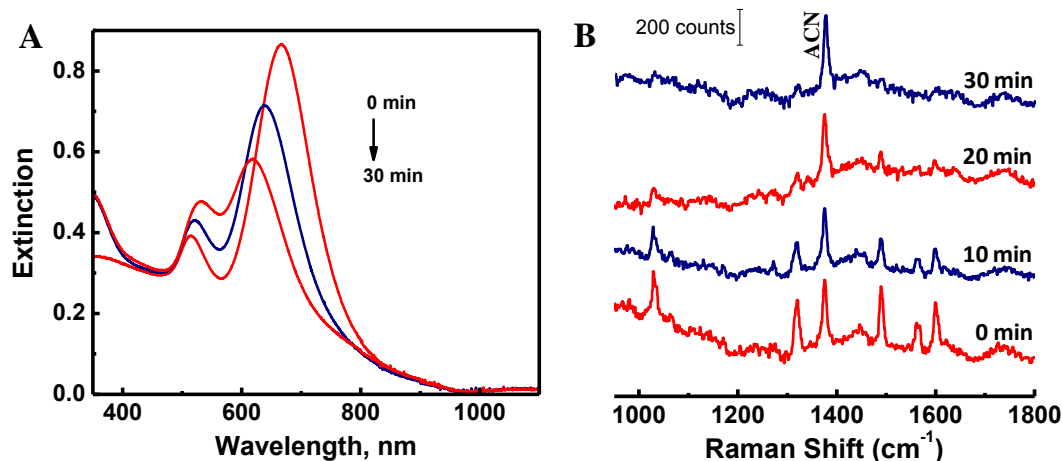 A
Extinction
0.8
0.6
0.4
0.2
0.0
0 min
30 min
400 600 800 1000
Wavelength, nm
B
200 counts
ACN
30 min
20 min
10 min
0 min
1000 1200 1400 1600 1800
Raman Shift (cm⁻¹)